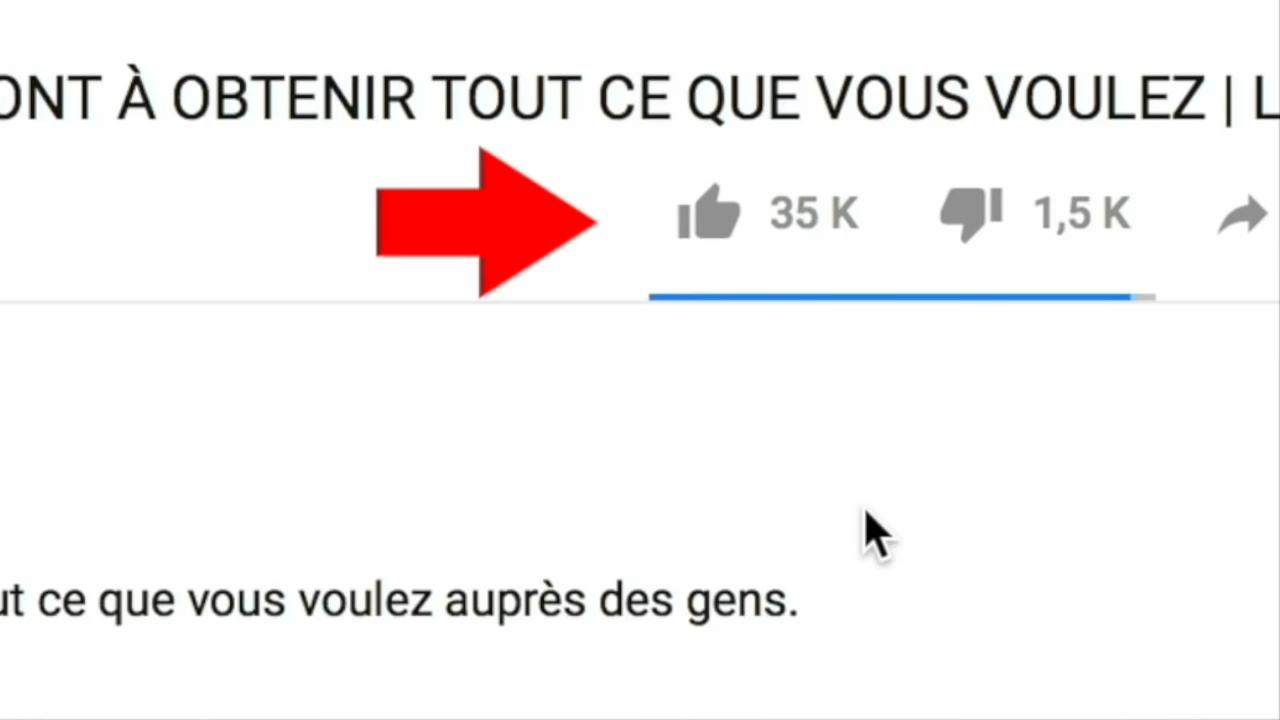 ONT À OBTENIR TOUT CE QUE VOUS VOULEZ | L
35 K 1,5 K
ut ce que vous voulez auprès des gens.